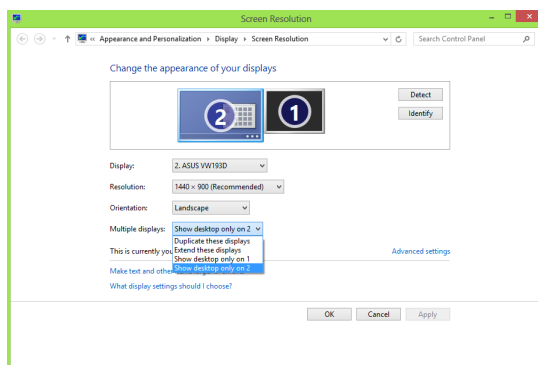 Screen Resolution
« Appearance and Personalization Display Screen Resolution
Search Control Panel
Change the appearance of your displays
2
1
Detect
Identify
Display: 2. ASUS VW193D
Resolution: 1440 × 900 (Recommended)
Orientation: Landscape
Multiple displays: Show desktop only on 2
Duplicate these displays
This is currently you Extend these displays
Advanced settings
Show desktop only on 1
Make text and othe Show desktop only on 2
What display settings should I choose?
OK Cancel Apply